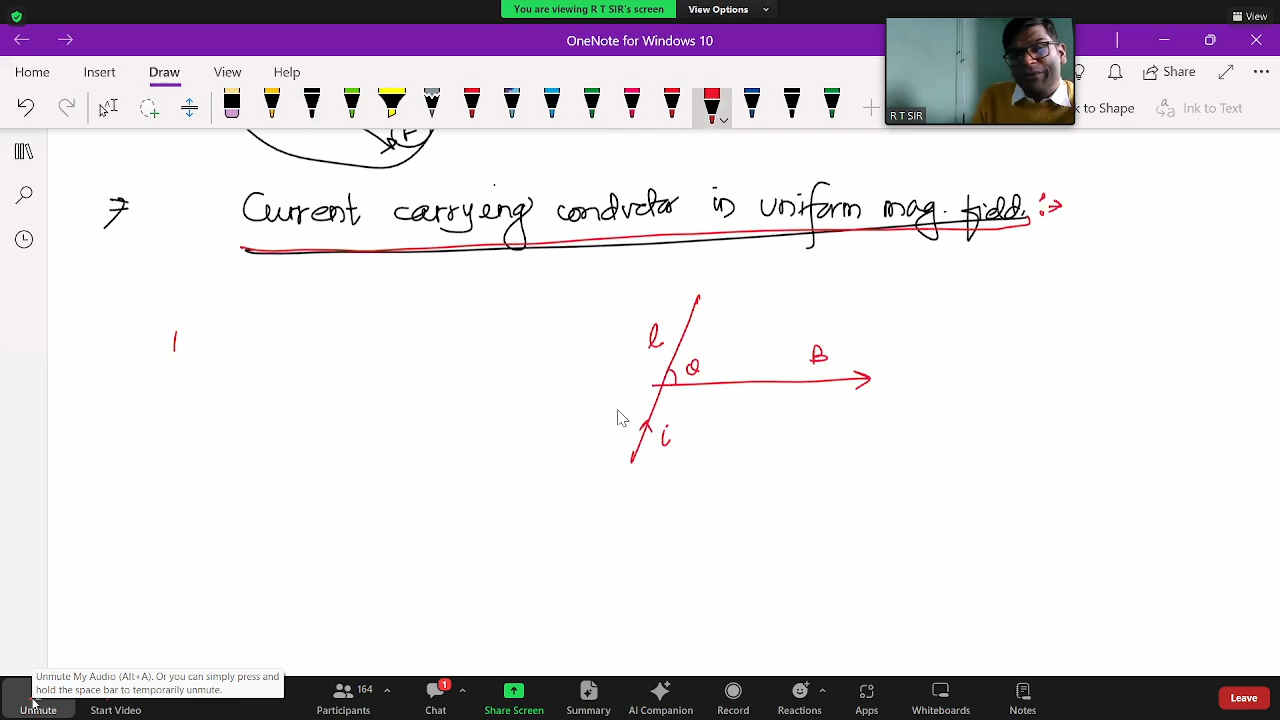 You are viewing R T SIR's screen View Options
View
OneNote for Windows 10
Home Insert Draw View Help
Share
k to Shape Ink to Text
R T SIR
F
7 Current carrying conductor in uniform mag. field. :→
l
θ
B
i
Unmute My Audio (Alt+A). Or you can simply press and
hold the space bar to temporarily unmute.
164
1
Unmute Start Video Participants Chat Share Screen Summary AI Companion Record Reactions Apps Whiteboards Notes Leave